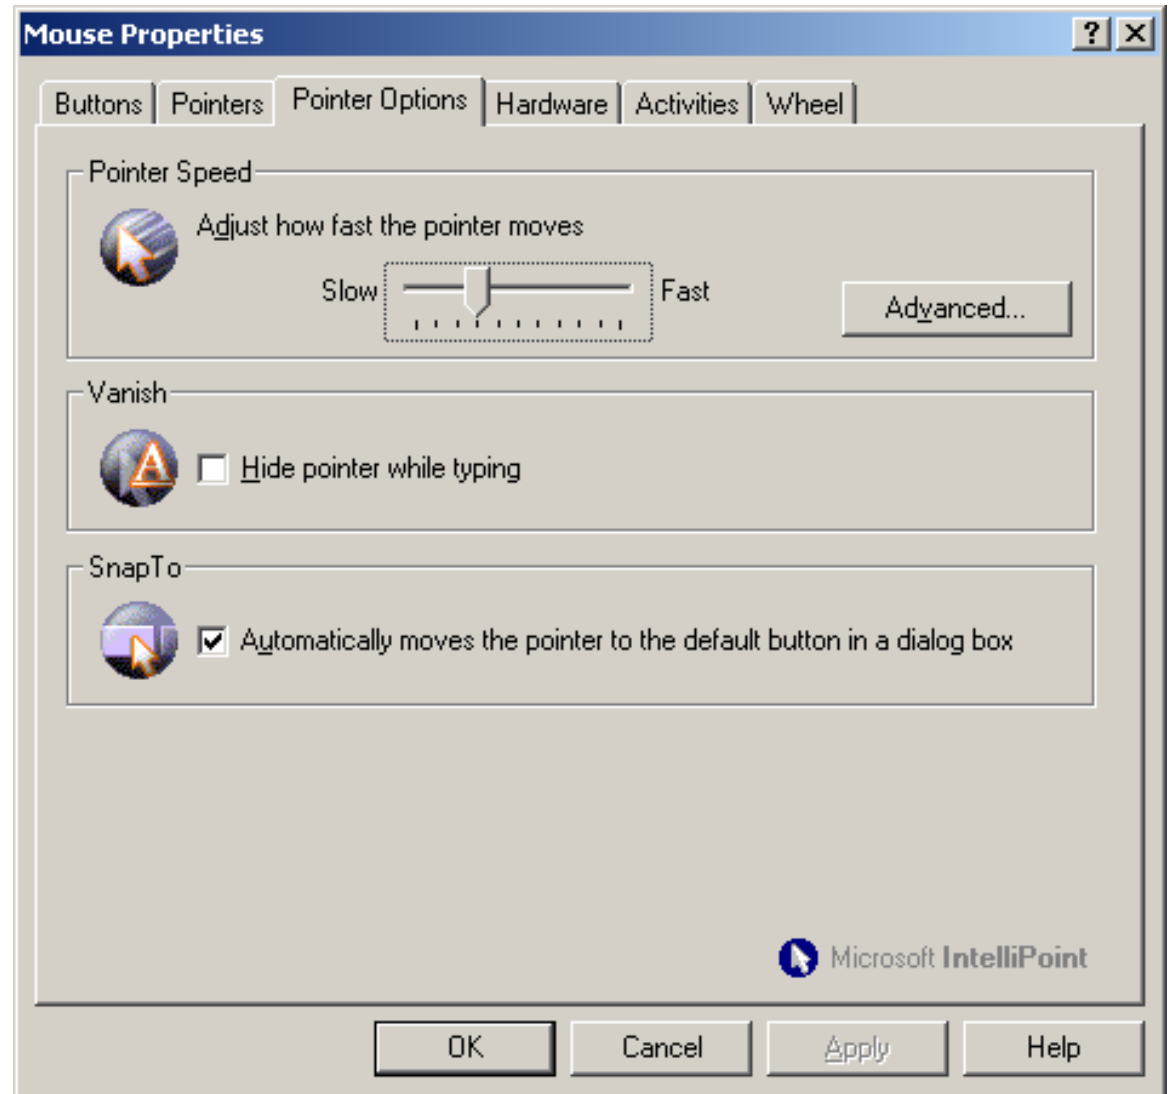 Mouse Properties
Buttons Pointers Pointer Options Hardware Activities Wheel
Pointer Speed
Adjust how fast the pointer moves
Slow Fast
Advanced...
Vanish
Hide pointer while typing
SnapTo
Automatically moves the pointer to the default button in a dialog box
Microsoft IntelliPoint
OK Cancel Apply Help